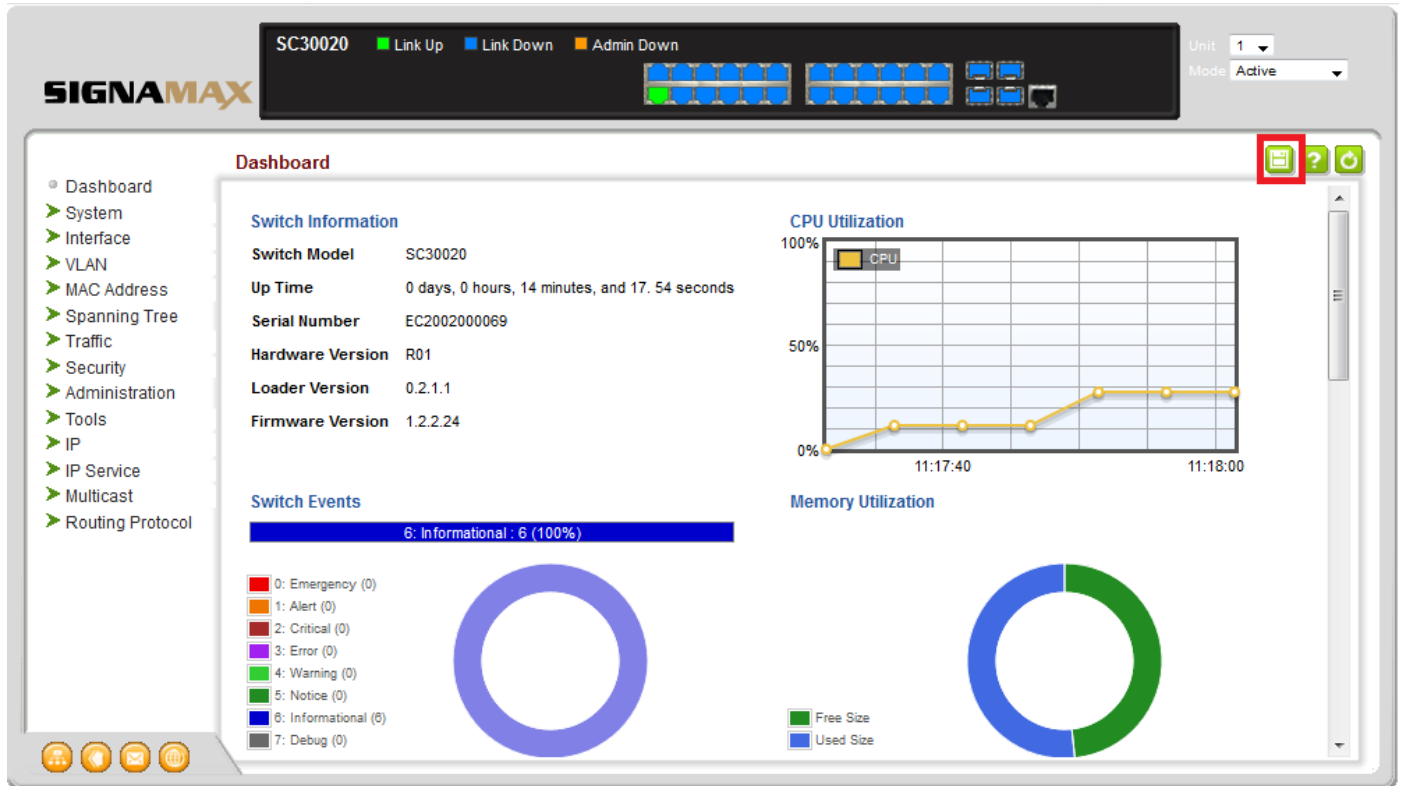 SC30020 Link Up Link Down Admin Down
Unit 1
Mode Active
SIGNAMAX
Dashboard
?
Dashboard
System
Interface
VLAN
MAC Address
Spanning Tree
Traffic
Security
Administration
Tools
IP
IP Service
Multicast
Routing Protocol
Switch Information
Switch Model SC30020
Up Time 0 days, 0 hours, 14 minutes, and 17. 54 seconds
Serial Number EC2002000069
Hardware Version R01
Loader Version 0.2.1.1
Firmware Version 1.2.2.24
CPU Utilization
100%
CPU
50%
0%
11:17:40 11:18:00
Switch Events
6: Informational : 6 (100%)
0: Emergency (0)
1: Alert (0)
2: Critical (0)
3: Error (0)
4: Warning (0)
5: Notice (0)
6: Informational (6)
7: Debug (0)
Memory Utilization
Free Size
Used Size